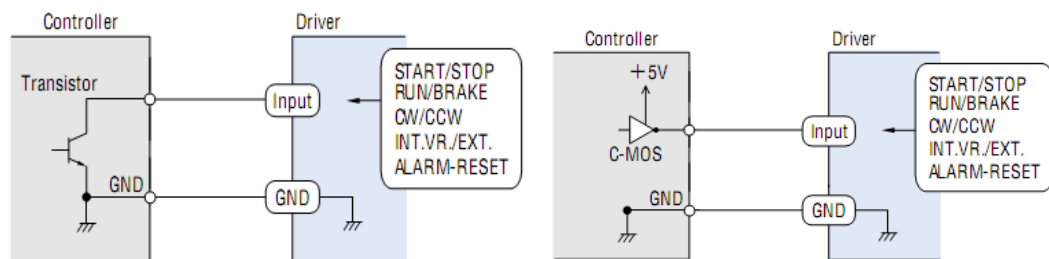 Controller
Driver
Transistor
Input
START/STOP
RUN/BRAKE
CW/CCW
INT.VR./EXT.
ALARM-RESET
GND
GND
Controller
Driver
+5V
C-MOS
Input
START/STOP
RUN/BRAKE
CW/CCW
INT.VR./EXT.
ALARM-RESET
GND
GND